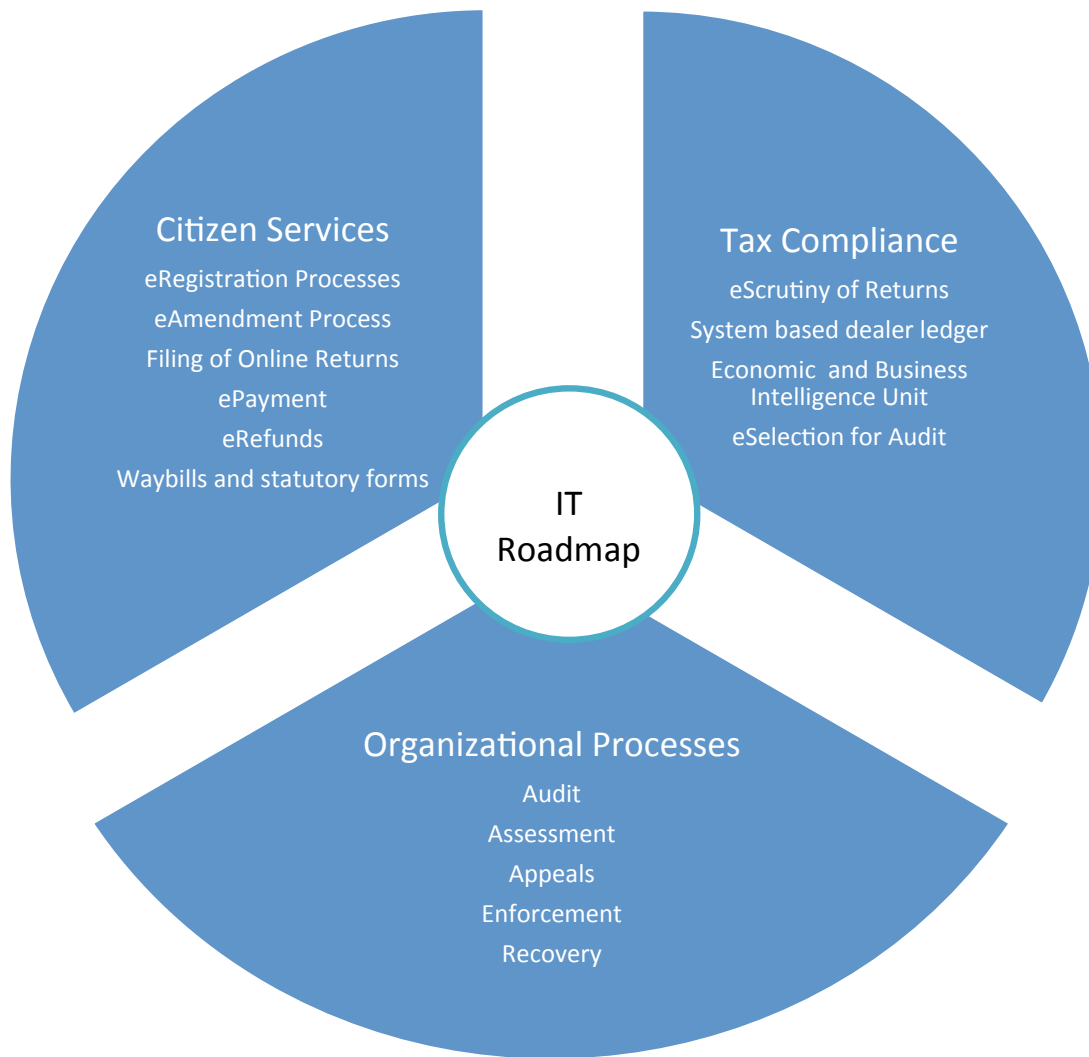 Citizen Services
eRegistration Processes
eAmendment Process
Filing of Online Returns
ePayment
eRefunds
Waybills and statutory forms
Tax Compliance
eScrutiny of Returns
System based dealer ledger
Economic and Business
Intelligence Unit
eSelection for Audit
IT
Roadmap
Organizational Processes
Audit
Assessment
Appeals
Enforcement
Recovery